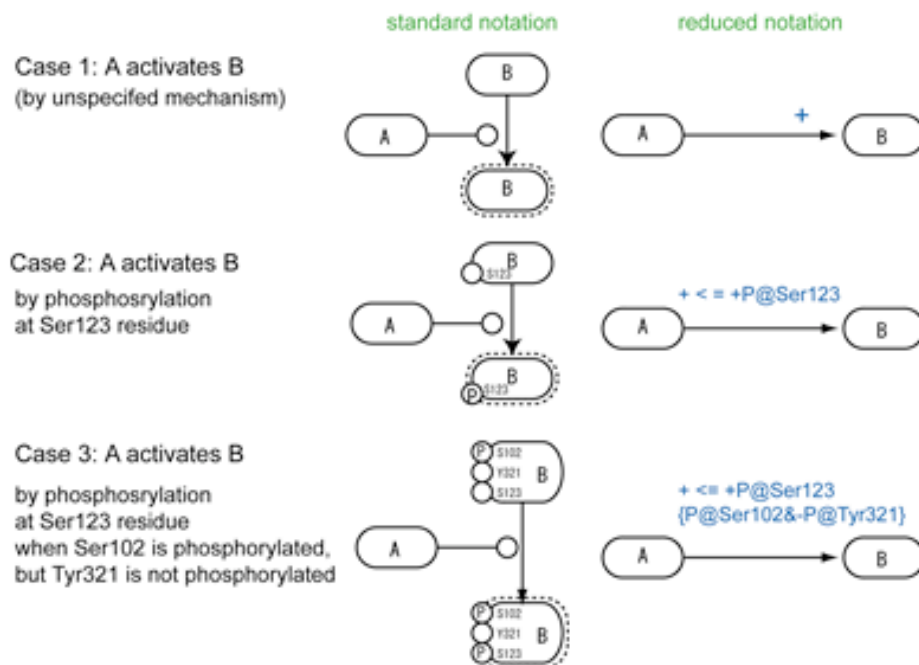 standard notation
reduced notation
Case 1: A activates B
(by unspecifed mechanism)
B
A
B
+
A
B
Case 2: A activates B
by phosphosrylation
at Ser123 residue
B
S123
A
B
P
S123
+ < = +P@Ser123
A
B
Case 3: A activates B
by phosphosrylation
at Ser123 residue
when Ser102 is phosphorylated,
but Tyr321 is not phosphorylated
P S102
Y321 B
S123
A
P S102
Y321 B
P S123
+ <= +P@Ser123
{P@Ser102&-P@Tyr321}
A
B